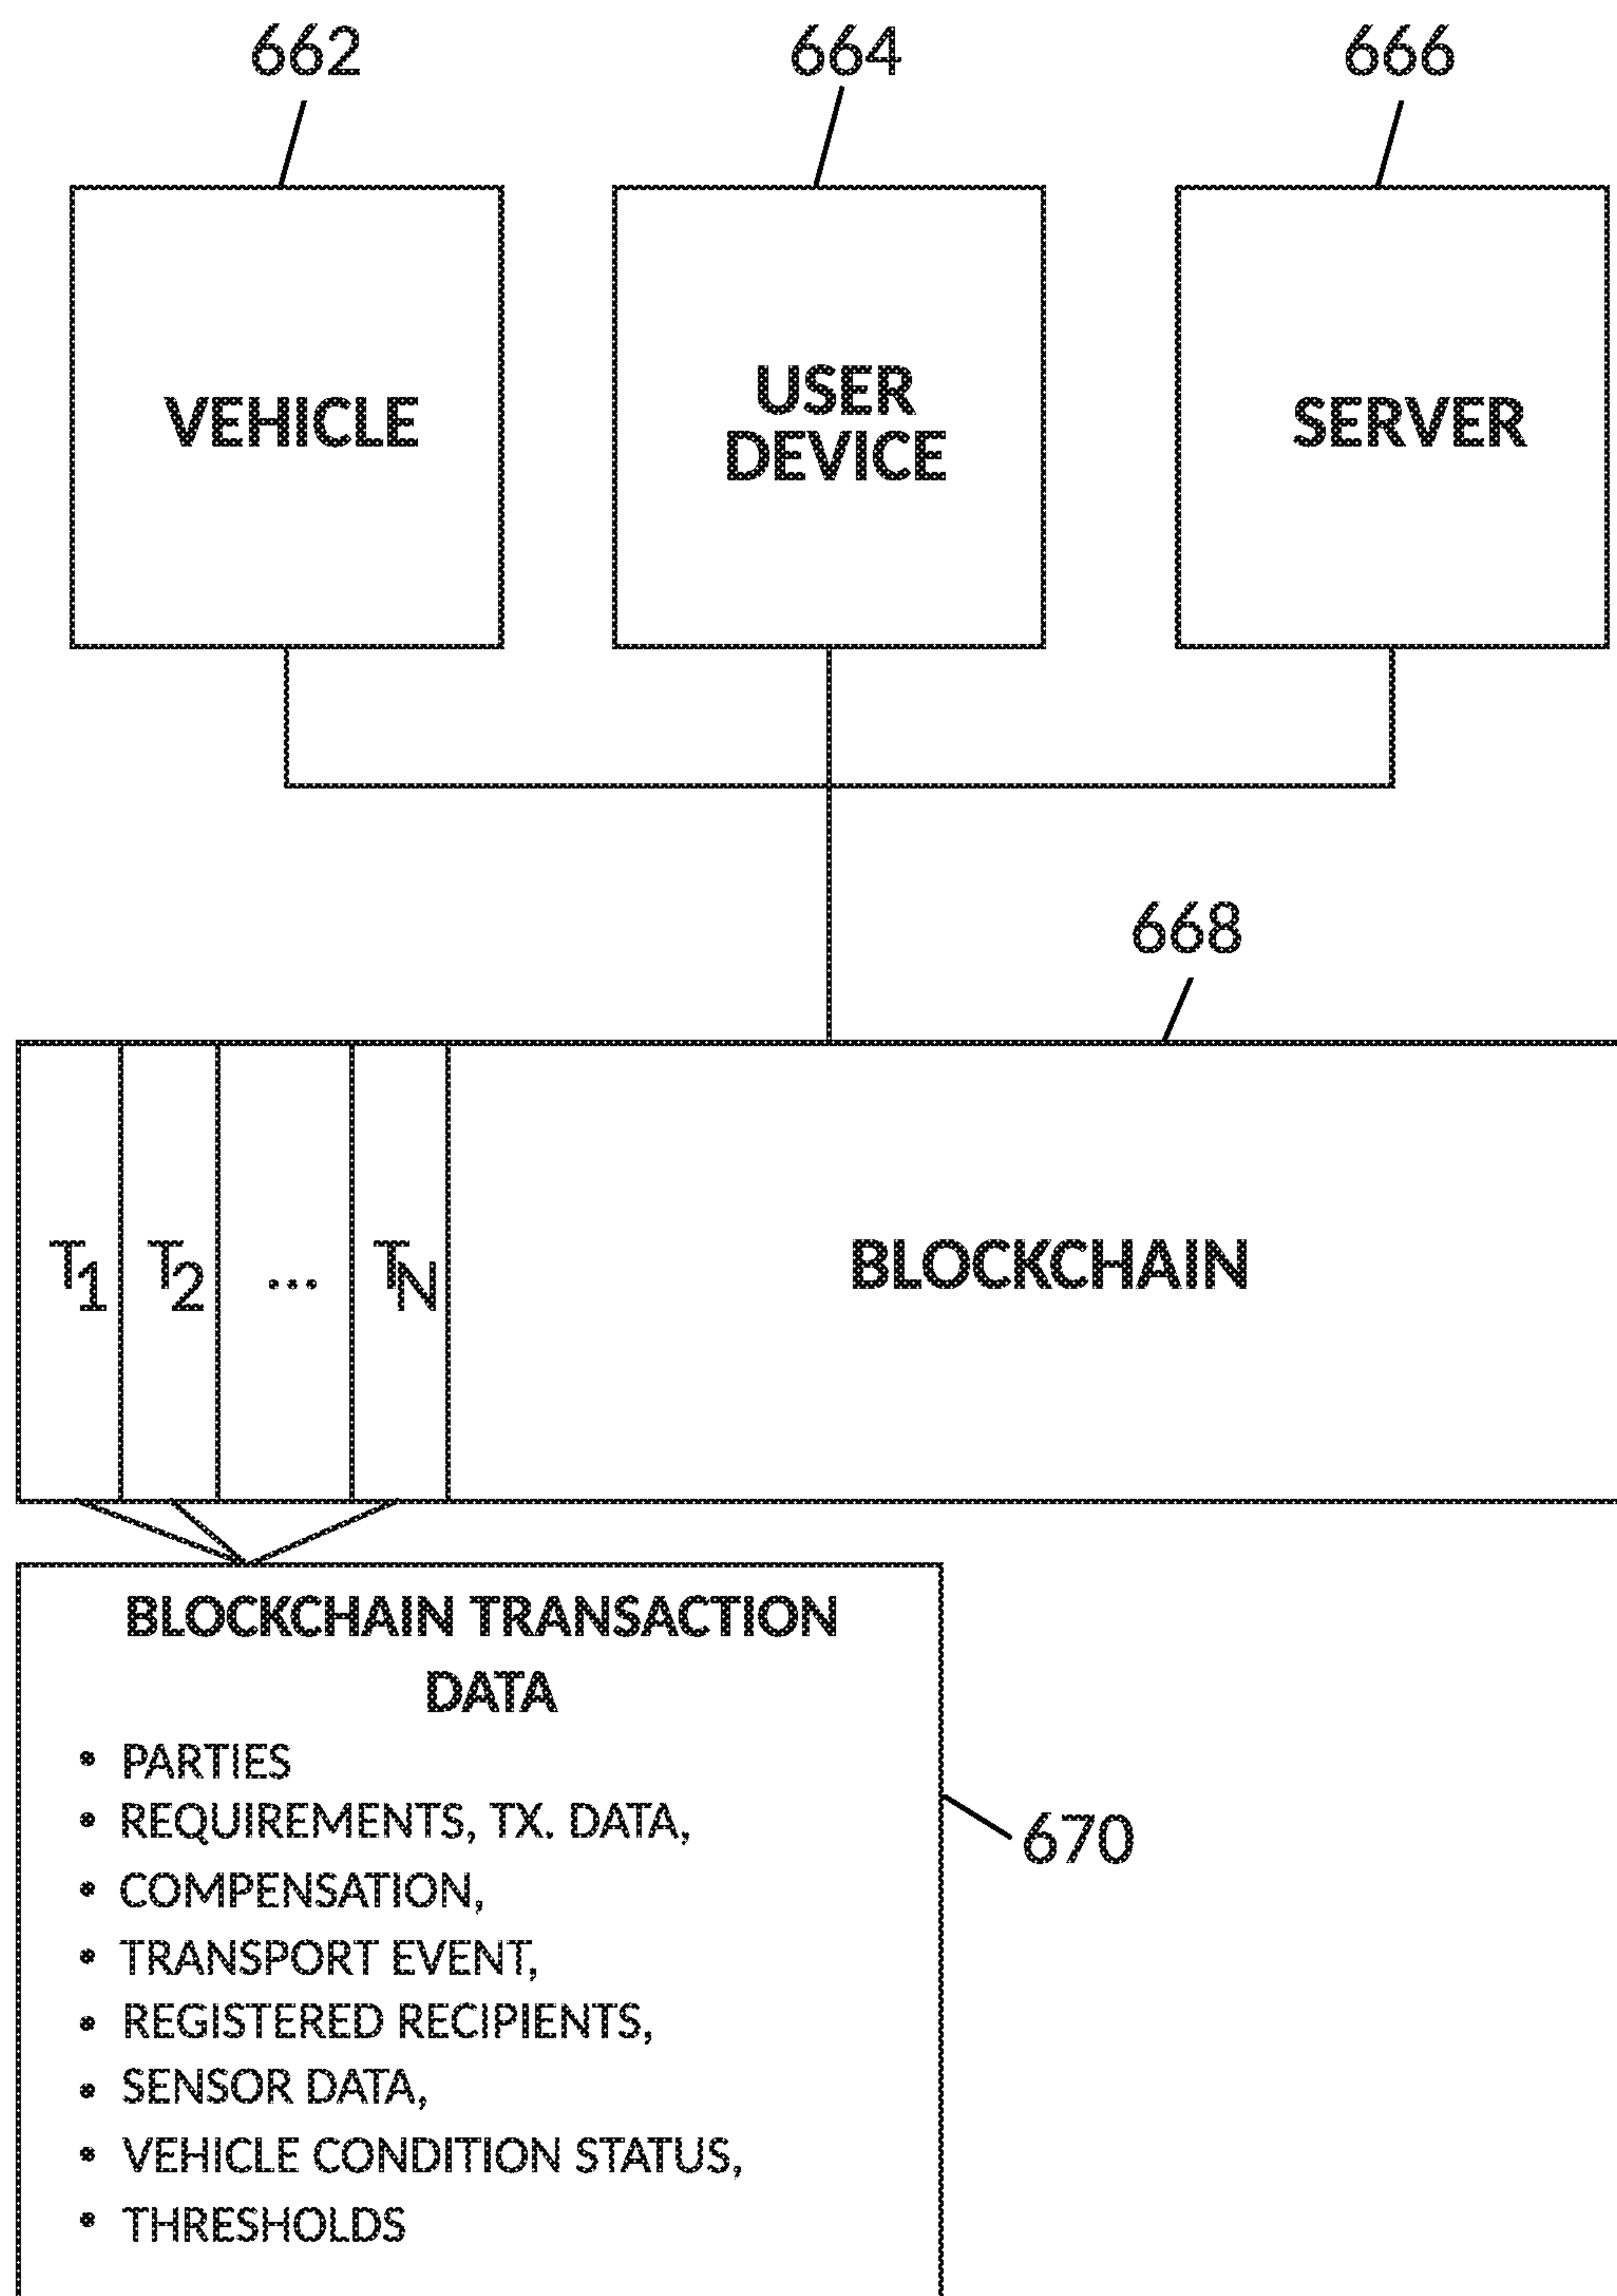 662 664 666
VEHICLE
USER
DEVICE
SERVER
668
T1 T2 ... TN
BLOCKCHAIN
BLOCKCHAIN TRANSACTION
DATA
• PARTIES
• REQUIREMENTS, TX. DATA,
• COMPENSATION,
• TRANSPORT EVENT,
• REGISTERED RECIPIENTS,
• SENSOR DATA,
• VEHICLE CONDITION STATUS,
• THRESHOLDS
670